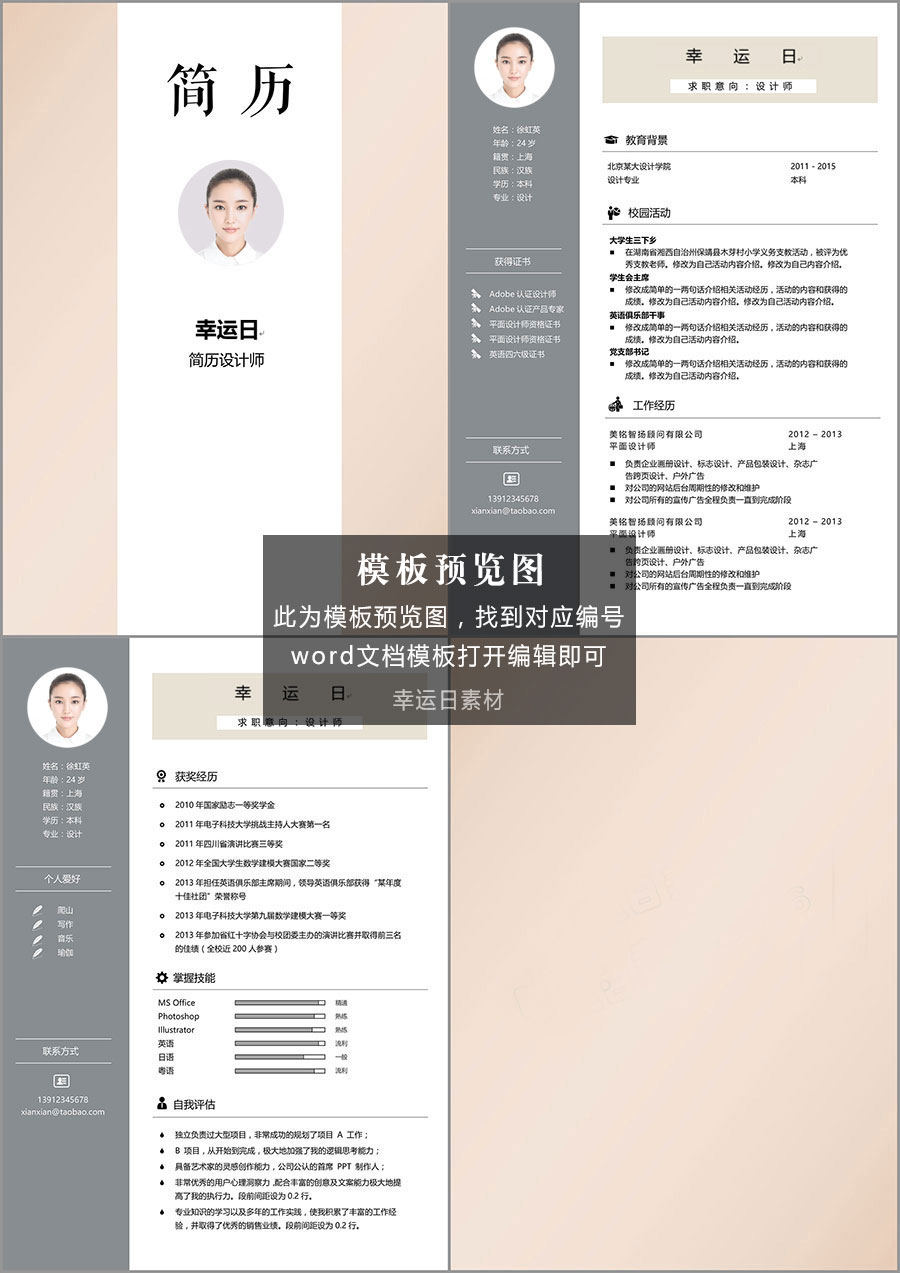 简 历
幸运日
简历设计师
姓名：徐虹英
年龄：24 岁
籍贯：上海
民族：汉族
学历：本科
专业：设计
获得证书
Adobe 认证设计师
Adobe 认证产品专家
平面设计师资格证书
平面设计师资格证书
英语四六级证书
联系方式
13912345678
xianxian@taobao.com
幸 运 日
求职意向：设计师
教育背景
北京某大设计学院 2011 - 2015
设计专业 本科
校园活动
大学生三下乡
■ 在湖南省湘西自治州保靖县木芽村小学义务支教活动，被评为优
秀支教老师。修改为自己活动内容介绍。修改为自己内容介绍。
学生会主席
■ 修改成简单的一两句话介绍相关活动经历，活动的内容和获得的
成绩。修改为自己活动内容介绍。修改为自己活动内容介绍。
英语俱乐部干事
■ 修改成简单的一两句话介绍相关活动经历，活动的内容和获得的
成绩。修改为自己活动内容介绍。
党支部书记
■ 修改成简单的一两句话介绍相关活动经历，活动的内容和获得的
成绩。修改为自己活动内容介绍。
工作经历
美铭智扬顾问有限公司 2012 – 2013
平面设计师 上海
■ 负责企业画册设计、标志设计、产品包装设计、杂志广
告跨页设计、户外广告
■ 对公司的网站后台周期性的修改和维护
■ 对公司所有的宣传广告全程负责一直到完成阶段
美铭智扬顾问有限公司 2012 – 2013
平面设计师 上海
■ 负责企业画册设计、标志设计、产品包装设计、杂志广
告跨页设计、户外广告
■ 对公司的网站后台周期性的修改和维护
■ 对公司所有的宣传广告全程负责一直到完成阶段
模板预览图
此为模板预览图，找到对应编号
word文档模板打开编辑即可
幸运日素材
姓名：徐虹英
年龄：24 岁
籍贯：上海
民族：汉族
学历：本科
专业：设计
个人爱好
爬山
写作
音乐
瑜伽
联系方式
13912345678
xianxian@taobao.com
幸 运 日
求职意向：设计师
获奖经历
2010 年国家励志一等奖学金
2011 年电子科技大学挑战主持人大赛第一名
2011 年四川省演讲比赛三等奖
2012 年全国大学生数学建模大赛国家二等奖
2013 年担任英语俱乐部主席期间，领导英语俱乐部获得“某年度
十佳社团”荣誉称号
2013 年电子科技大学第九届数学建模大赛一等奖
2013 年参加省红十字协会与校团委主办的演讲比赛并取得前三名
的佳绩（全校近 200 人参赛）
掌握技能
MS Office 精通
Photoshop 熟练
Illustrator 熟练
英语 流利
日语 一般
粤语 流利
自我评估
独立负责过大型项目，非常成功的规划了项目 A 工作；
B 项目，从开始到完成，极大地加强了我的逻辑思考能力；
具备艺术家的灵感创作能力，公司公认的首席 PPT 制作人；
非常优秀的用户心理洞察力 ,配合丰富的创意及文案能力极大地提
高了我的执行力。段前间距设为 0.2 行。
专业知识的学习以及多年的工作实践，使我积累了丰富的工作经
验，并取得了优秀的销售业绩。段前间距设为 0.2 行。